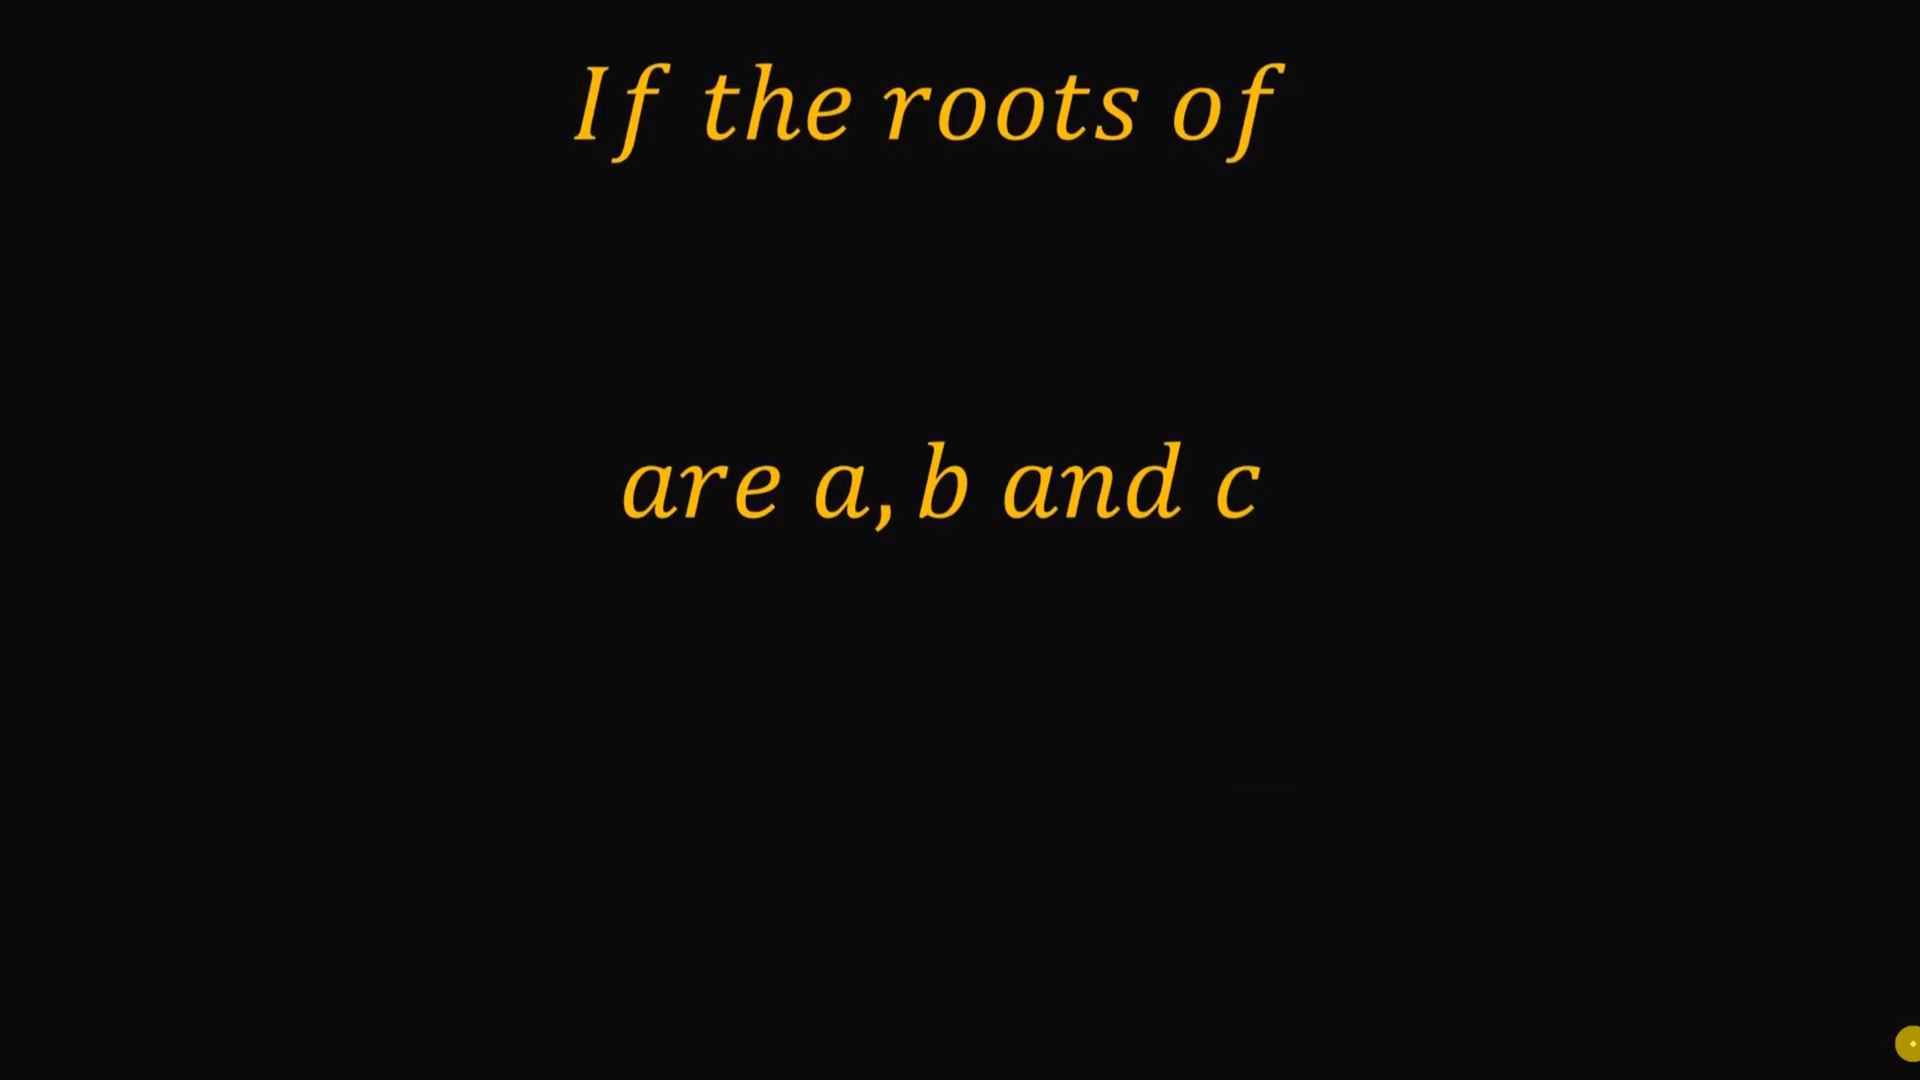 If the roots of
are a, b and c